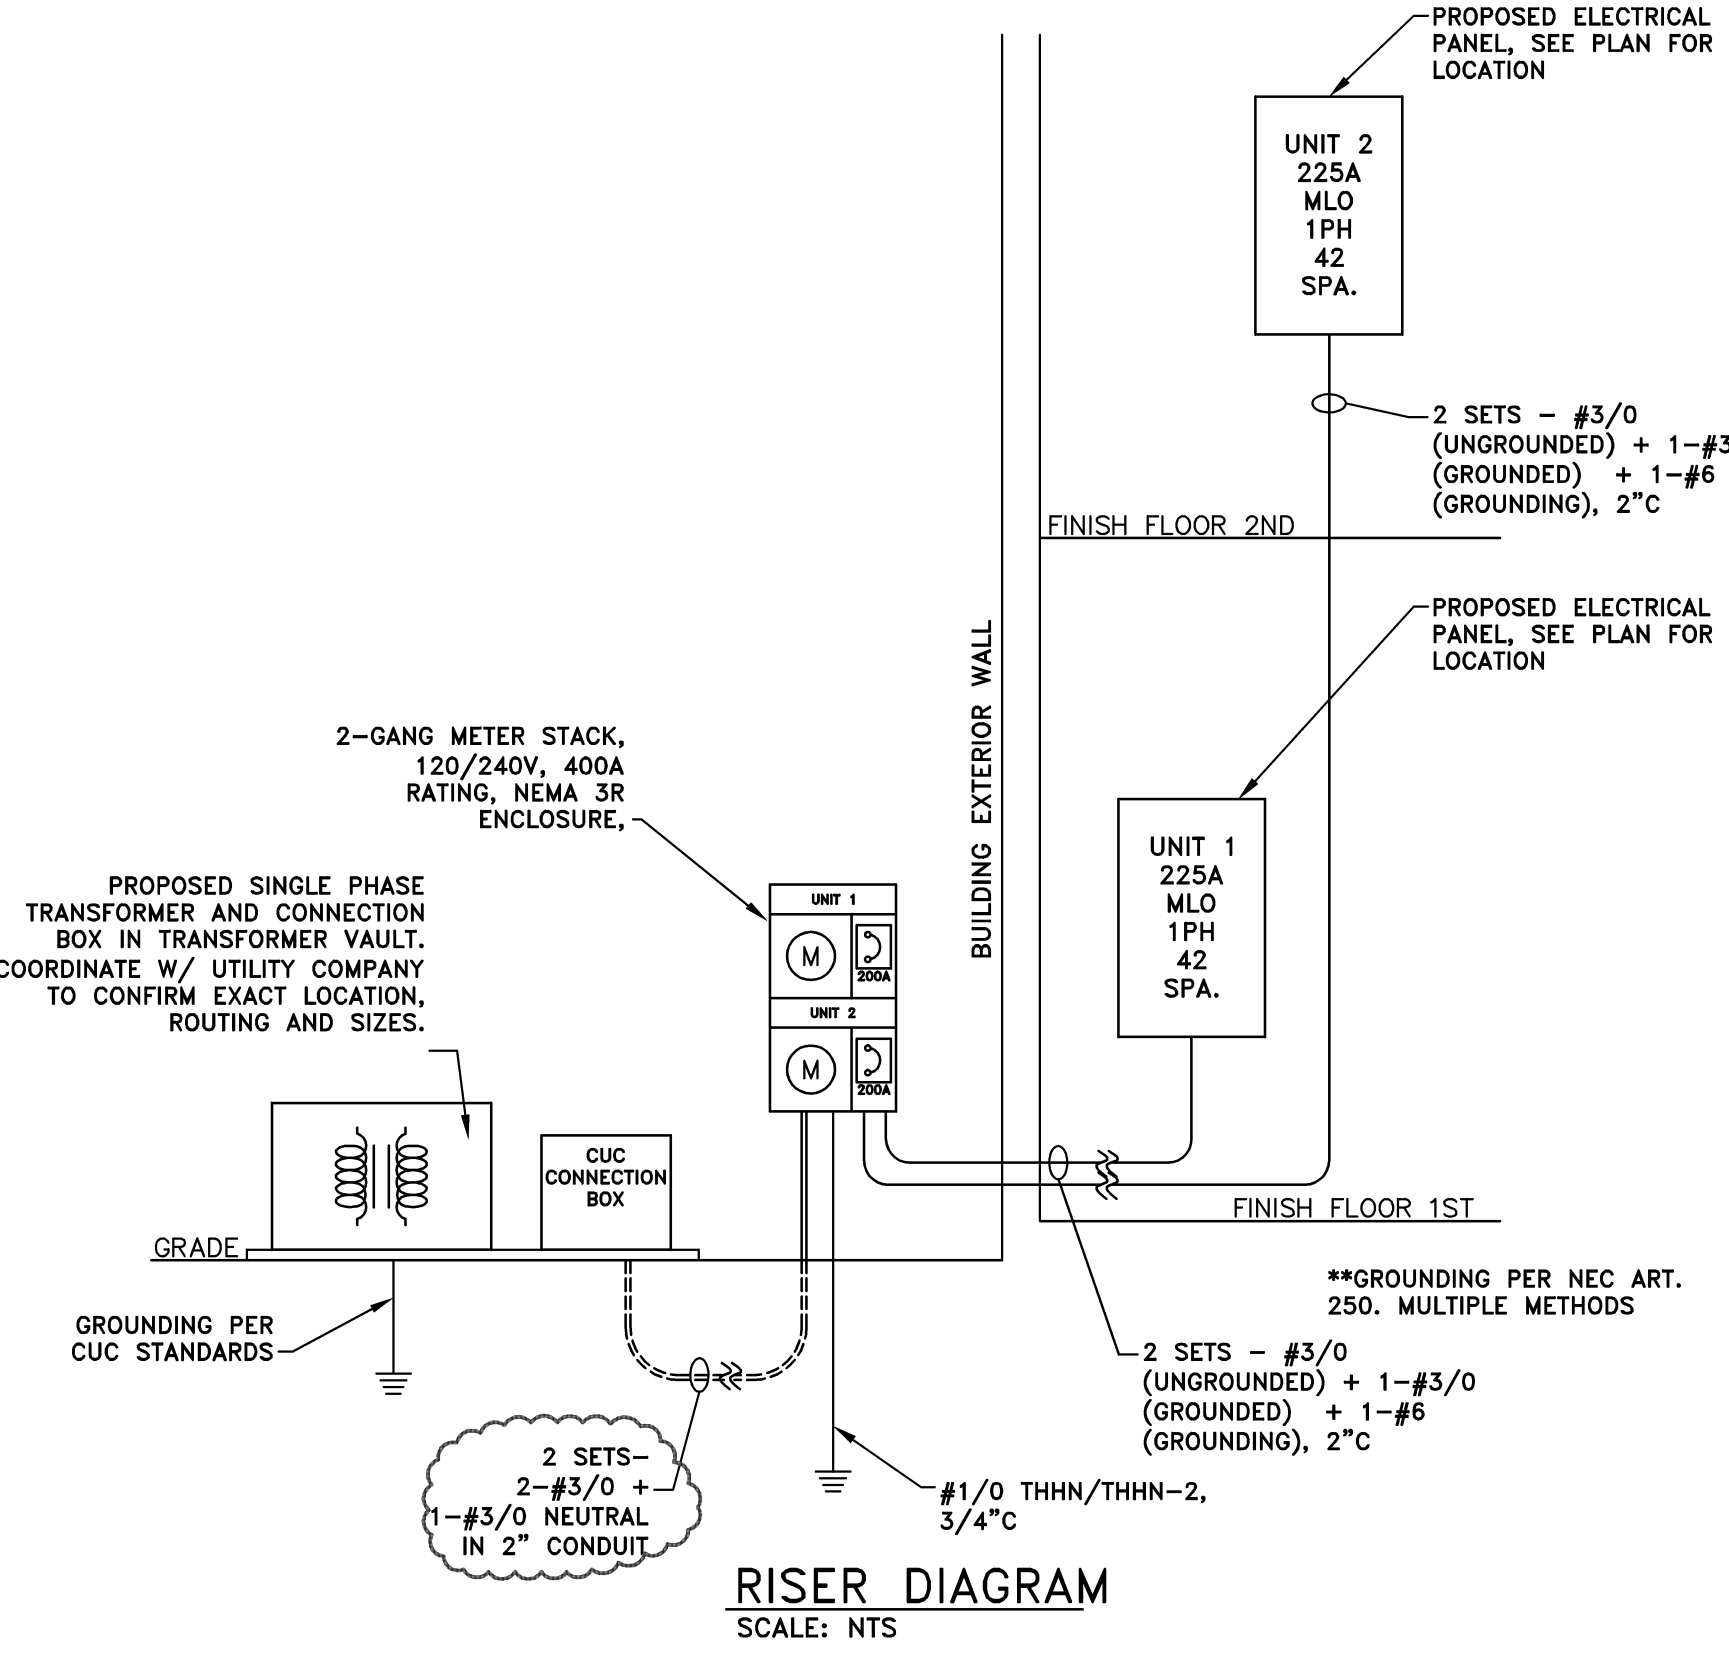 PROPOSED ELECTRICAL
PANEL, SEE PLAN FOR
LOCATION
UNIT 2
225A
MLO
1PH
42
SPA.
2 SETS - #3/0
(UNGROUNDED) + 1-#3
(GROUNDED) + 1-#6
(GROUNDING), 2"C
FINISH FLOOR 2ND
PROPOSED ELECTRICAL
PANEL, SEE PLAN FOR
LOCATION
BUILDING EXTERIOR WALL
2-GANG METER STACK,
120/240V, 400A
RATING, NEMA 3R
ENCLOSURE,
UNIT 1
225A
MLO
1PH
42
SPA.
PROPOSED SINGLE PHASE
TRANSFORMER AND CONNECTION
BOX IN TRANSFORMER VAULT.
COORDINATE W/ UTILITY COMPANY
TO CONFIRM EXACT LOCATION,
ROUTING AND SIZES.
UNIT 1
M
200A
UNIT 2
M
200A
CUC
CONNECTION
BOX
GRADE
FINISH FLOOR 1ST
GROUNDING PER
CUC STANDARDS
**GROUNDING PER NEC ART.
250. MULTIPLE METHODS
2 SETS - #3/0
(UNGROUNDED) + 1-#3/0
(GROUNDED) + 1-#6
(GROUNDING), 2"C
2 SETS-
2-#3/0 +
1-#3/0 NEUTRAL
IN 2" CONDUIT
#1/0 THHN/THHN-2,
3/4"C
RISER DIAGRAM
SCALE: NTS